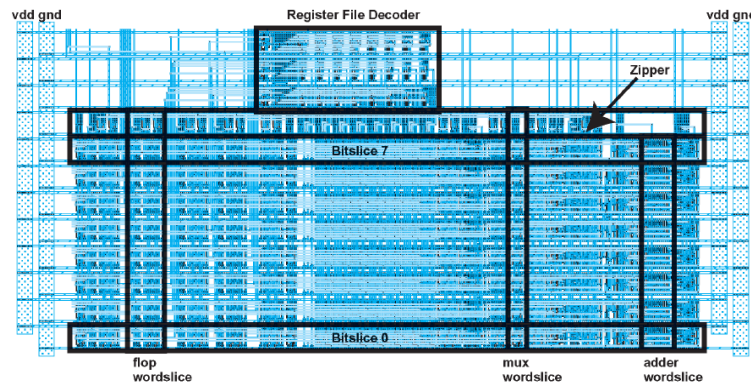 vdd gnd
Register File Decoder
vdd gnd
Zipper
Bitslice 7
Bitslice 0
flop
wordslice
mux
wordslice
adder
wordslice